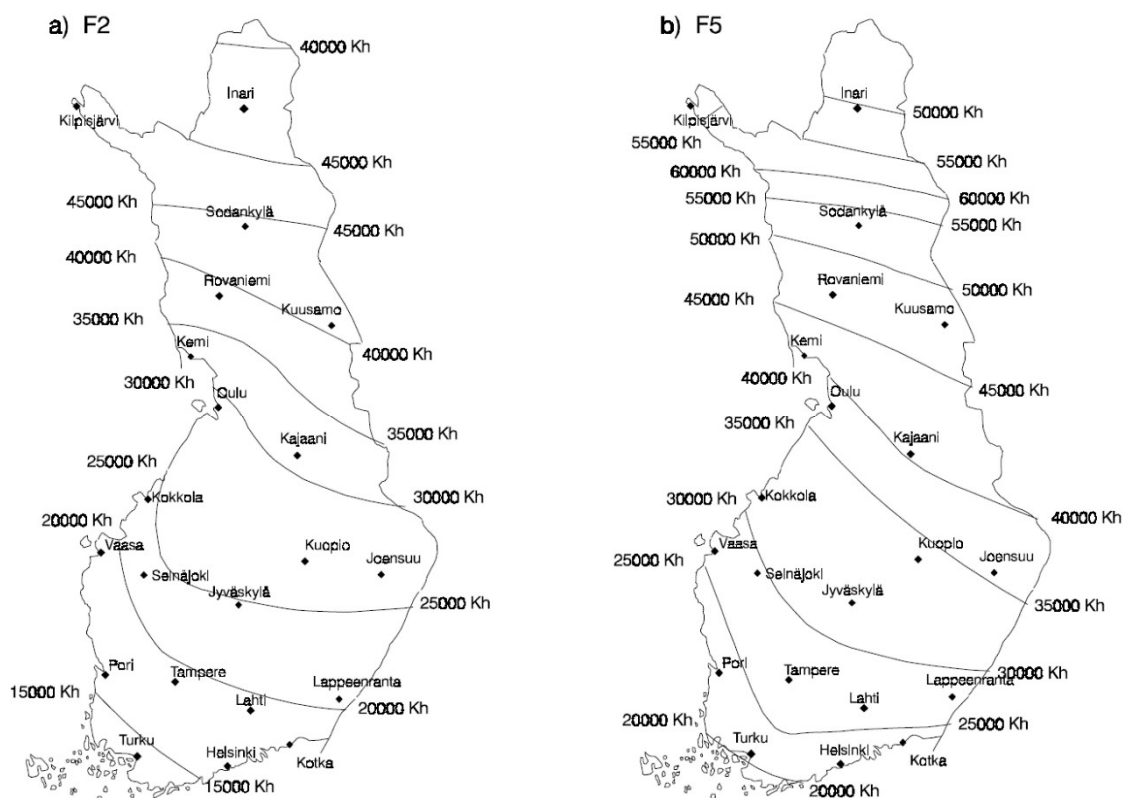 a) F2
40000 Kh
Inari
Kilpisjärvi
45000 Kh
45000 Kh
Sodankylä
45000 Kh
40000 Kh
Rovaniemi
Kuusamo
35000 Kh
Kemi
40000 Kh
30000 Kh
Oulu
35000 Kh
Kajaani
25000 Kh
Kokkola
30000 Kh
20000 Kh
Vaasa
Kuopio
Joensuu
Seinäjoki
Jyväskylä
25000 Kh
Pori
Tampere
Lappeenranta
15000 Kh
Lahti
20000 Kh
Turku
Helsinki
Kotka
15000 Kh
b) F5
Inari
50000 Kh
Kilpisjärvi
55000 Kh
55000 Kh
60000 Kh
60000 Kh
55000 Kh
Sodankylä
55000 Kh
50000 Kh
Rovaniemi
50000 Kh
45000 Kh
Kuusamo
Kemi
40000 Kh
45000 Kh
Oulu
35000 Kh
Kajaani
30000 Kh
Kokkola
40000 Kh
Vaasa
25000 Kh
Kuopio
Joensuu
Seinäjoki
Jyväskylä
35000 Kh
Pori
Tampere
30000 Kh
Lappeenranta
Lahti
20000 Kh
25000 Kh
Turku
Helsinki
Kotka
20000 Kh